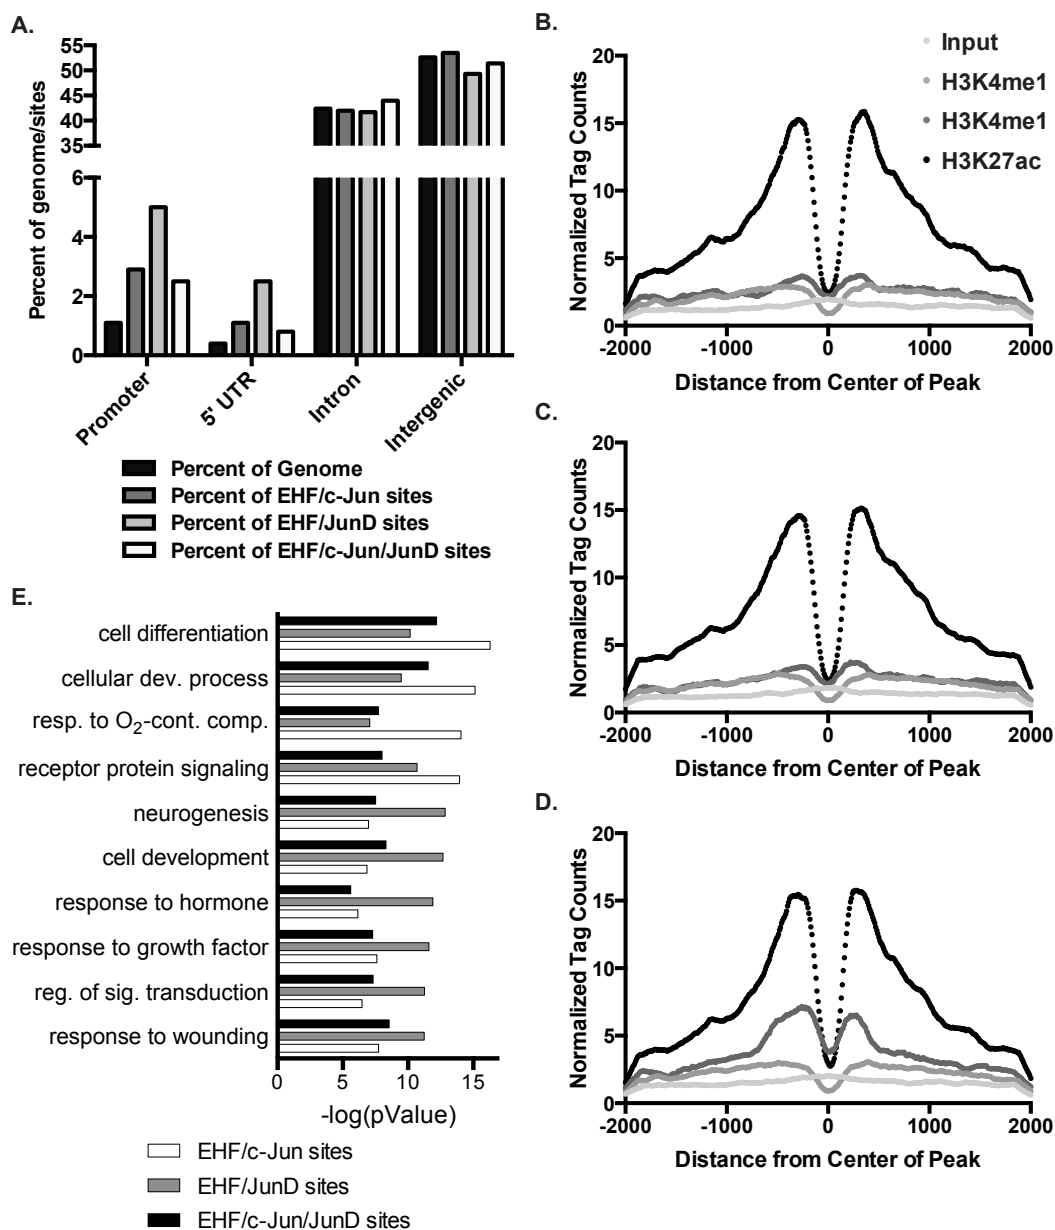 A.
55
50
45
40
35
6
4
2
0
Percent of genome/sites
Promoter
5' UTR
Intron
Intergenic
Percent of Genome
Percent of EHF/c-Jun sites
Percent of EHF/JunD sites
Percent of EHF/c-Jun/JunD sites
B.
20
15
10
5
0
Normalized Tag Counts
-2000 -1000 0 1000 2000
Distance from Center of Peak
Input
H3K4me1
H3K4me1
H3K27ac
C.
20
15
10
5
0
Normalized Tag Counts
-2000 -1000 0 1000 2000
Distance from Center of Peak
D.
20
15
10
5
0
Normalized Tag Counts
-2000 -1000 0 1000 2000
Distance from Center of Peak
E.
cell differentiation
cellular dev. process
resp. to O2-cont. comp.
receptor protein signaling
neurogenesis
cell development
response to hormone
response to growth factor
reg. of sig. transduction
response to wounding
0 5 10 15
-log(pValue)
EHF/c-Jun sites
EHF/JunD sites
EHF/c-Jun/JunD sites